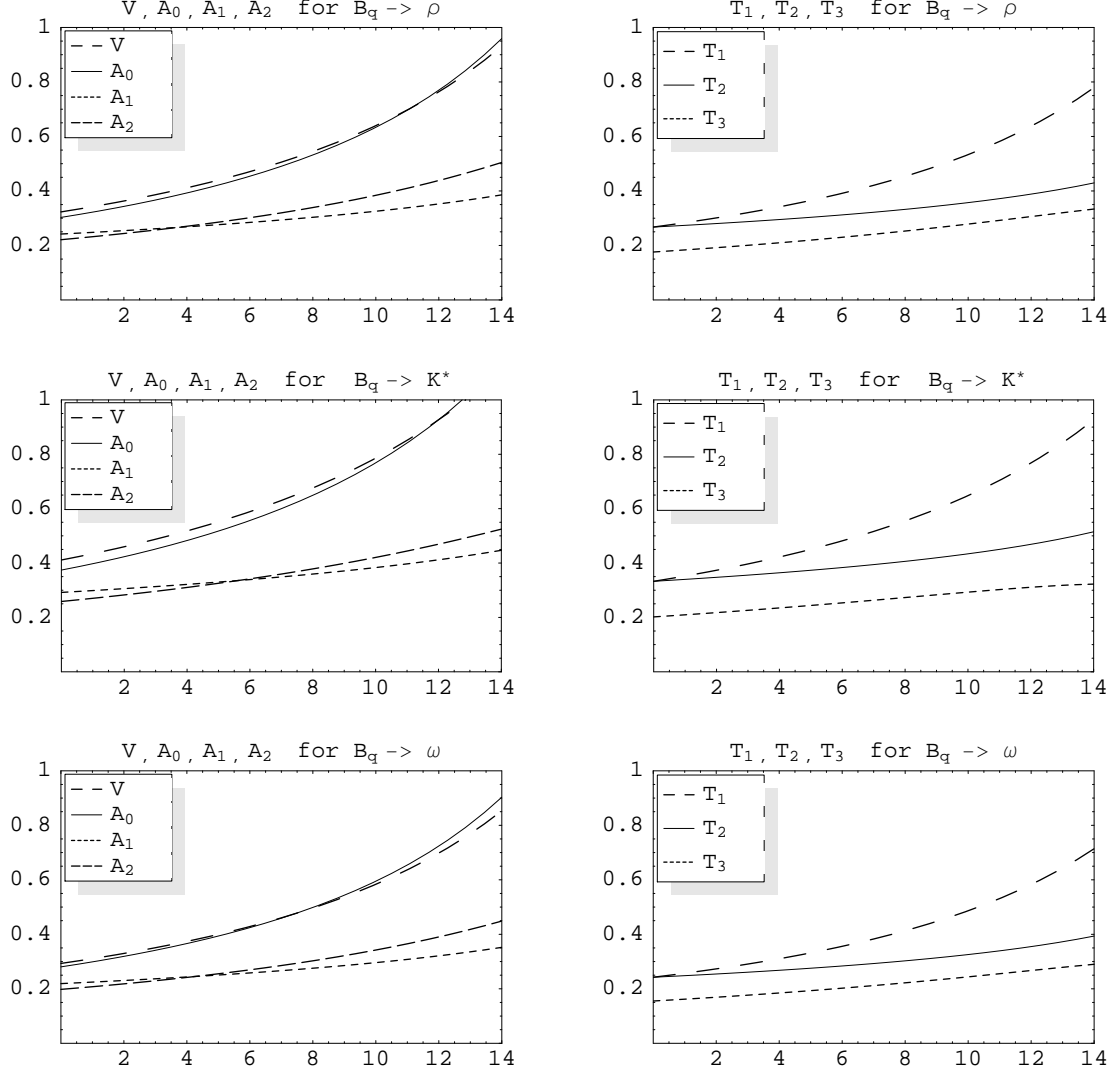 V, A₀, A₁, A₂ for B_q -> ρ
1
0.8
0.6
0.4
0.2
V
A₀
A₁
A₂
2 4 6 8 10 12 14
T₁, T₂, T₃ for B_q -> ρ
1
0.8
0.6
0.4
0.2
T₁
T₂
T₃
2 4 6 8 10 12 14
V, A₀, A₁, A₂ for B_q -> K*
1
0.8
0.6
0.4
0.2
V
A₀
A₁
A₂
2 4 6 8 10 12 14
T₁, T₂, T₃ for B_q -> K*
1
0.8
0.6
0.4
0.2
T₁
T₂
T₃
2 4 6 8 10 12 14
V, A₀, A₁, A₂ for B_q -> ω
1
0.8
0.6
0.4
0.2
V
A₀
A₁
A₂
2 4 6 8 10 12 14
T₁, T₂, T₃ for B_q -> ω
1
0.8
0.6
0.4
0.2
T₁
T₂
T₃
2 4 6 8 10 12 14